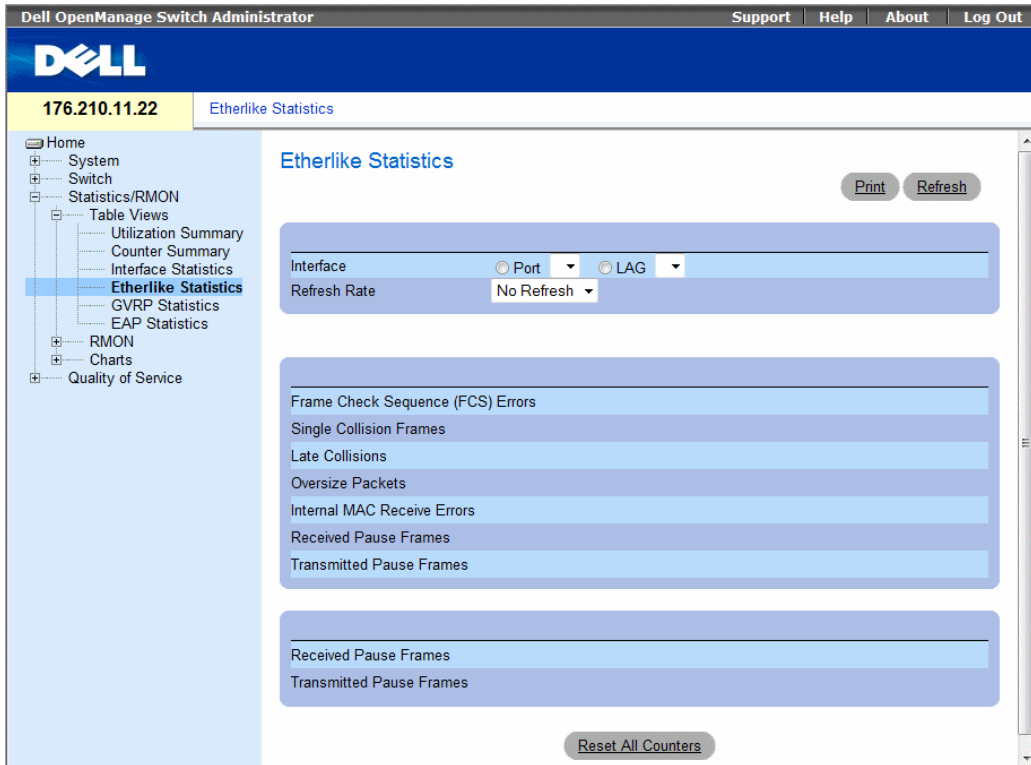 Dell OpenManage Switch Administrator Support Help About Log Out
DELL
176.210.11.22 Etherlike Statistics
Home
System
Switch
Statistics/RMON
Table Views
Utilization Summary
Counter Summary
Interface Statistics
Etherlike Statistics
GVRP Statistics
EAP Statistics
RMON
Charts
Quality of Service
Etherlike Statistics
Print Refresh
Interface Port LAG
Refresh Rate No Refresh
Frame Check Sequence (FCS) Errors
Single Collision Frames
Late Collisions
Oversize Packets
Internal MAC Receive Errors
Received Pause Frames
Transmitted Pause Frames
Received Pause Frames
Transmitted Pause Frames
Reset All Counters